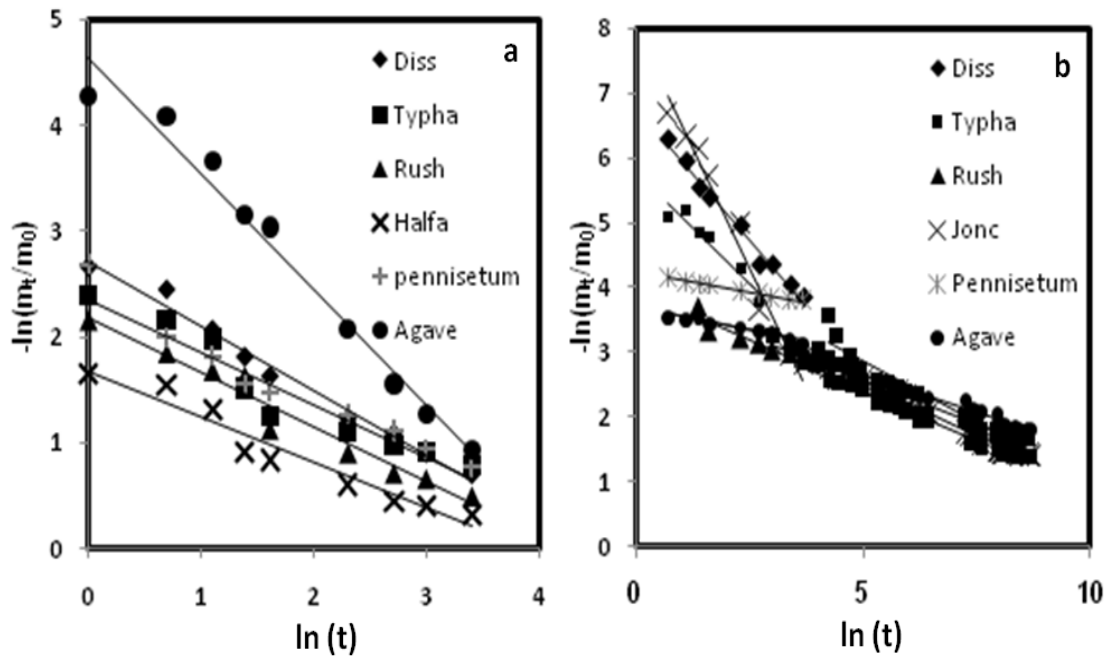 a
Diss
Typha
Rush
Halfa
pennisetum
Agave
-ln(mt/m0)
5
4
3
2
1
0
0 1 2 3 4
ln (t)
b
Diss
Typha
Rush
Jonc
Pennisetum
Agave
-ln(mt/m0)
8
7
6
5
4
3
2
1
0
0 5 10
ln (t)